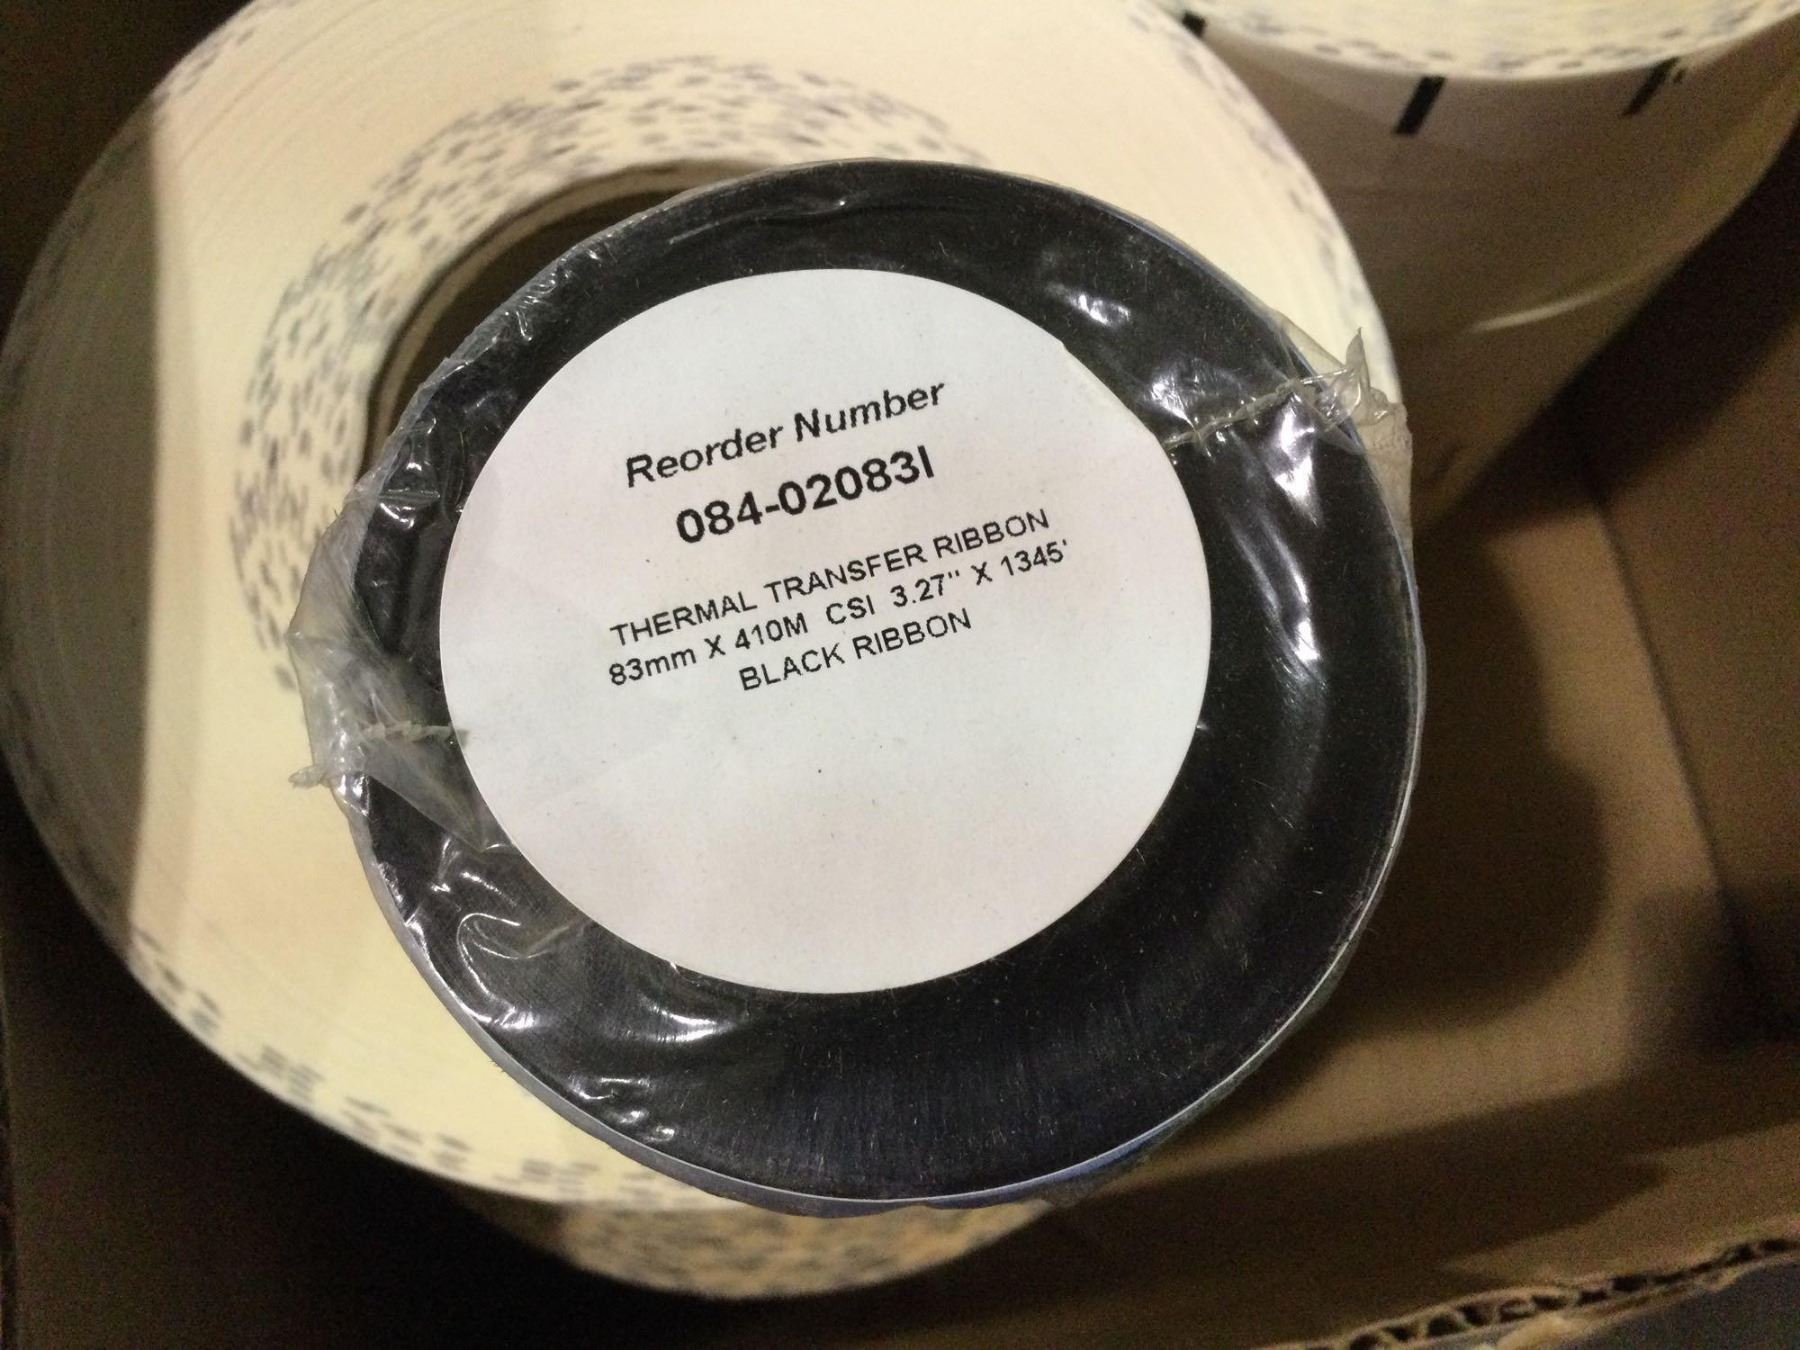 Reorder Number
084-02083I
THERMAL TRANSFER RIBBON
83mm X 410M CSI 3.27" X 1345'
BLACK RIBBON